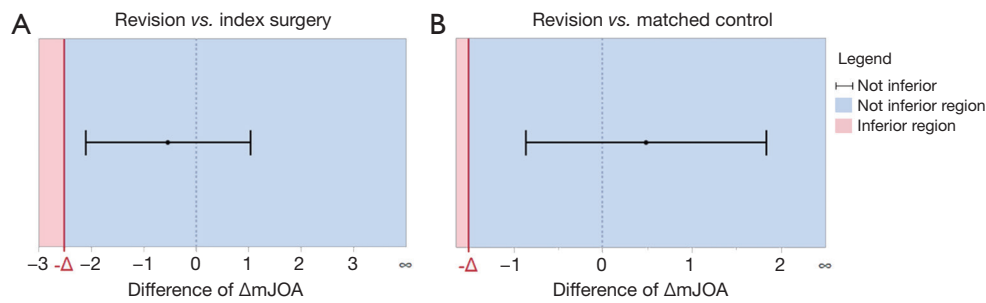 A
Revision vs. index surgery
−3 -Δ −2 −1 0 1 2 3 ∞
Difference of ΔmJOA
B
Revision vs. matched control
-Δ −1 0 1 2 ∞
Difference of ΔmJOA
Legend
Not inferior
Not inferior region
Inferior region